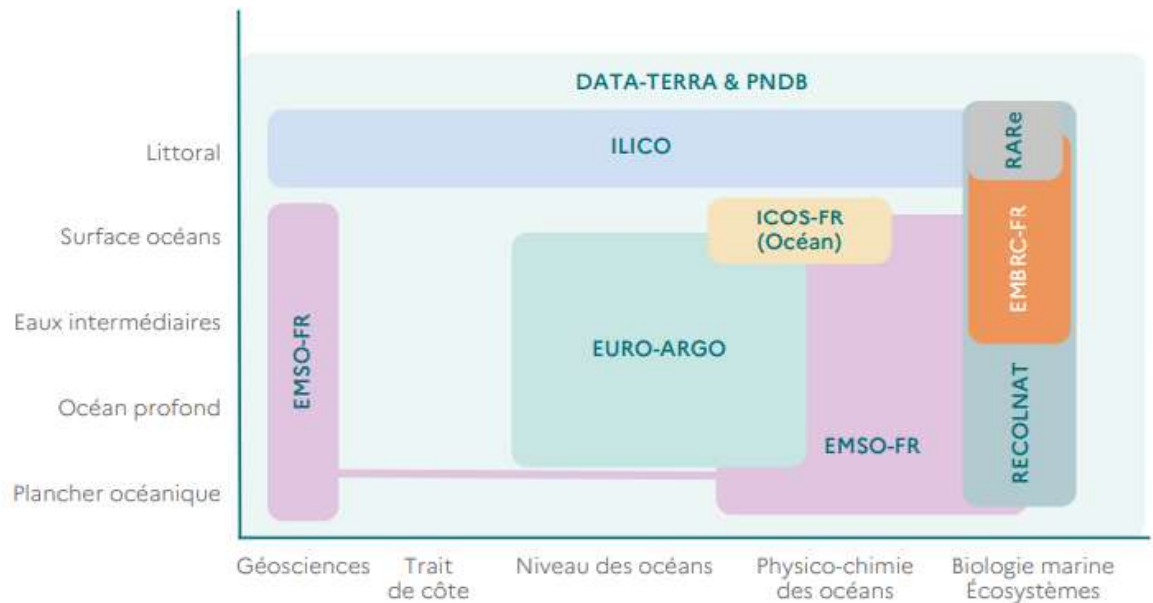 DATA-TERRA & PNDB
Littoral
ILICO
RARe
Surface océans
ICOS-FR
(Océan)
EMBRC-FR
Eaux intermédiaires
EMSO-FR
EURO-ARGO
Océan profond
EMSO-FR
RECOLNAT
Plancher océanique
Géosciences
Trait
de côte
Niveau des océans
Physico-chimie
des océans
Biologie marine
Écosystèmes